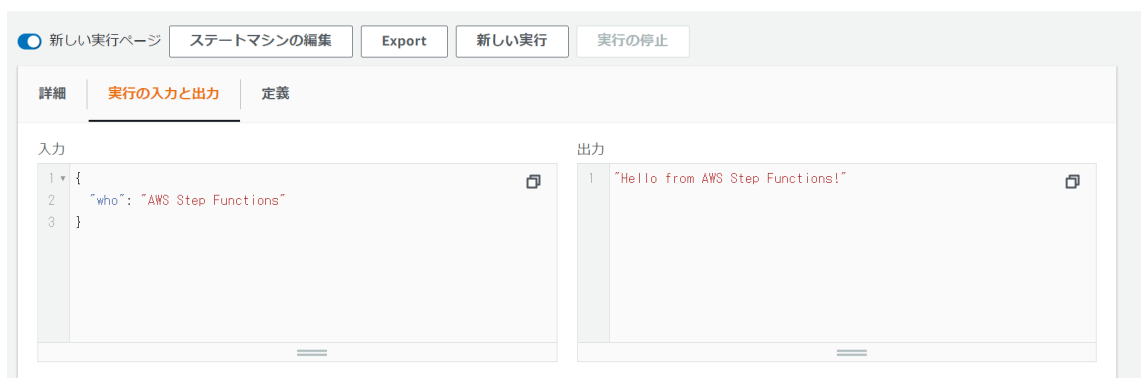 新しい実行ページ ステートマシンの編集 Export 新しい実行 実行の停止
詳細 実行の入力と出力 定義
入力
1 {
2 "who": "AWS Step Functions"
3 }
出力
1 "Hello from AWS Step Functions!"